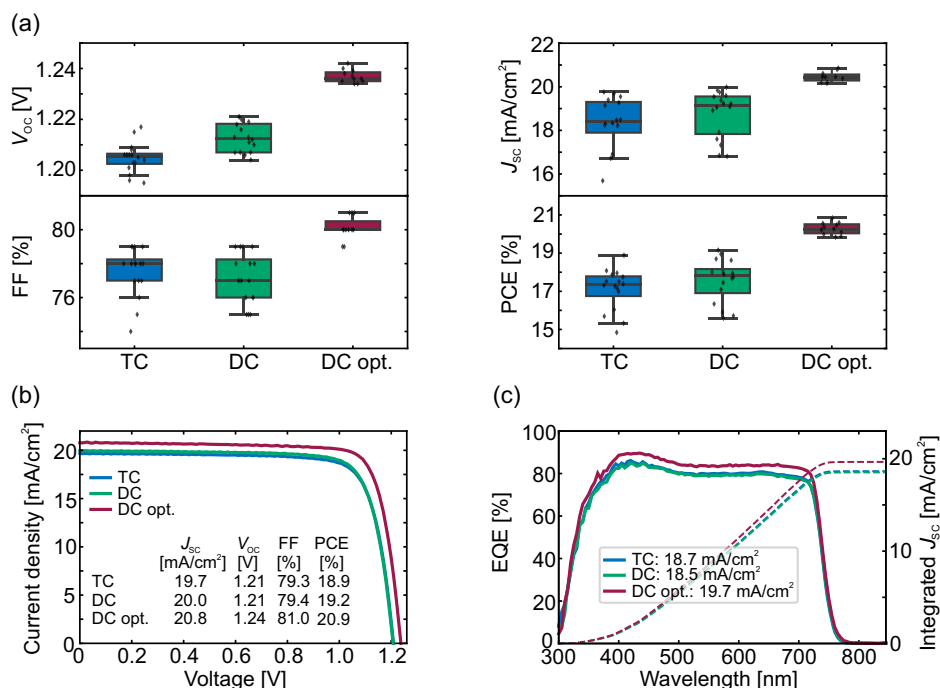 (a)
1.24
1.22
1.20
V_OC [V]
80
76
FF [%]
TC
DC
DC opt.
22
20
18
16
J_SC [mA/cm²]
21
19
17
15
PCE [%]
TC
DC
DC opt.
(b)
25
20
15
10
5
0
Current density [mA/cm²]
TC
DC
DC opt.
J_SC V_OC FF PCE
[mA/cm²] [V] [%] [%]
TC 19.7 1.21 79.3 18.9
DC 20.0 1.21 79.4 19.2
DC opt. 20.8 1.24 81.0 20.9
0 0.2 0.4 0.6 0.8 1.0 1.2
Voltage [V]
(c)
100
80
60
40
20
0
EQE [%]
TC: 18.7 mA/cm²
DC: 18.5 mA/cm²
DC opt.: 19.7 mA/cm²
20
10
0
Integrated J_SC [mA/cm²]
300 400 500 600 700 800
Wavelength [nm]